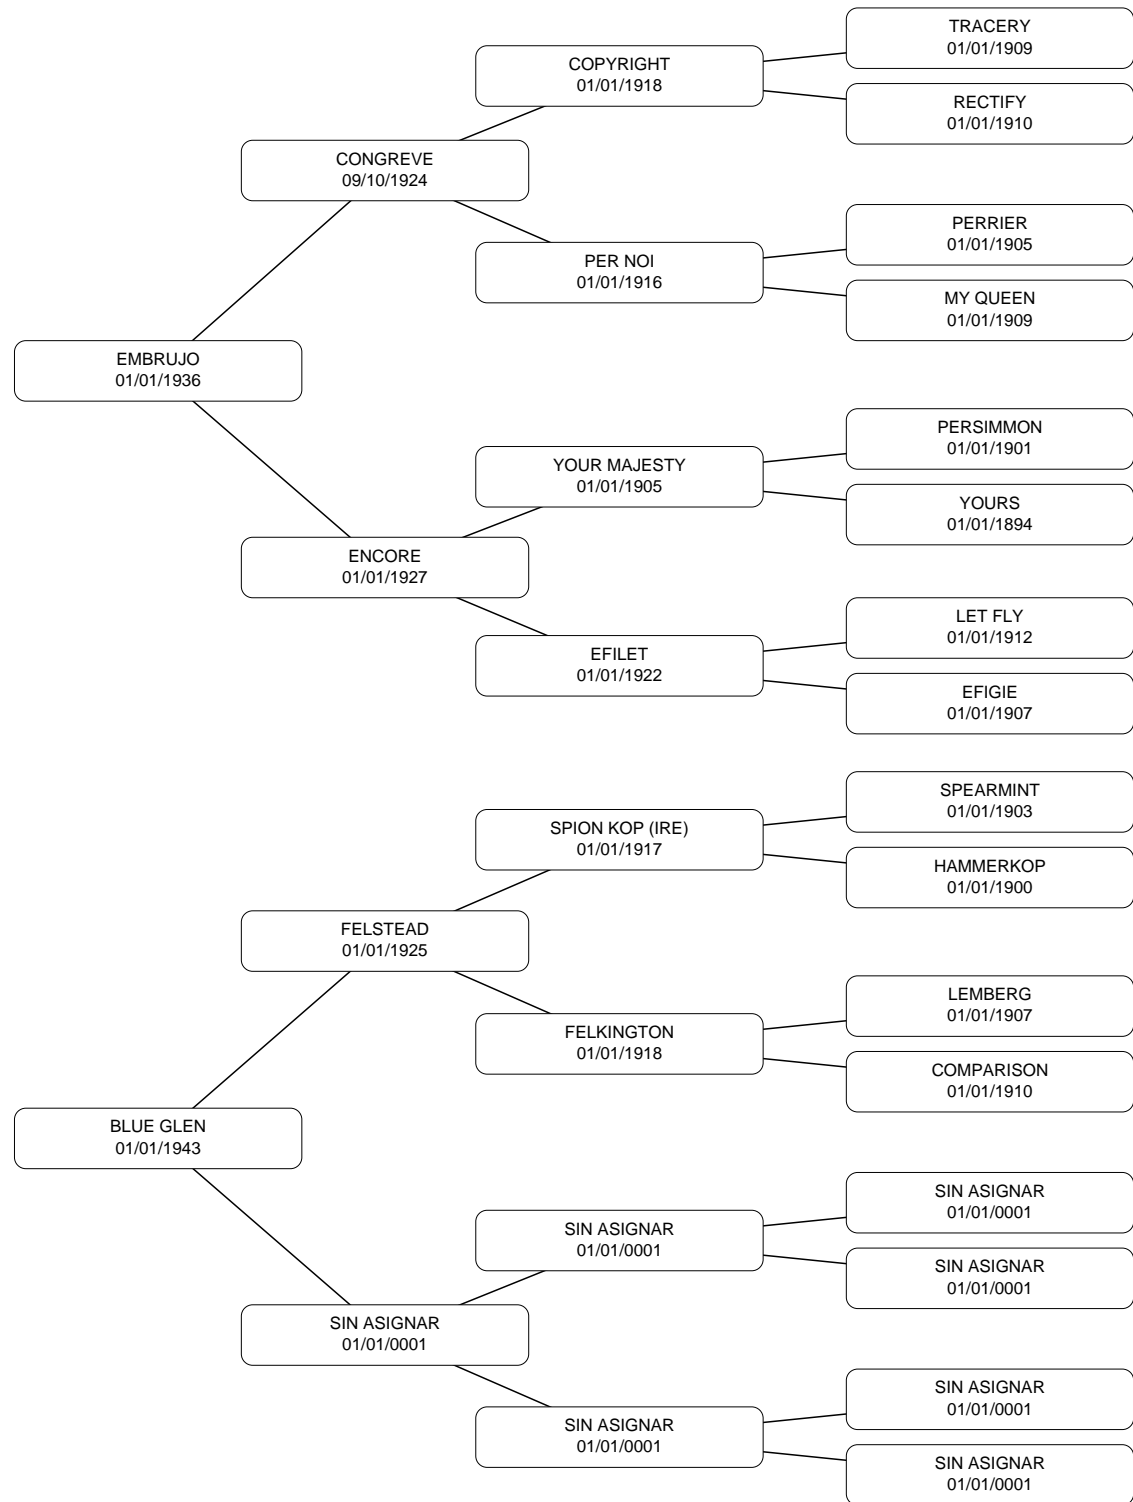 TRACERY
01/01/1909
COPYRIGHT
01/01/1918
RECTIFY
01/01/1910
CONGREVE
09/10/1924
PERRIER
01/01/1905
PER NOI
01/01/1916
MY QUEEN
01/01/1909
EMBRUJO
01/01/1936
PERSIMMON
01/01/1901
YOUR MAJESTY
01/01/1905
YOURS
01/01/1894
ENCORE
01/01/1927
LET FLY
01/01/1912
EFILET
01/01/1922
EFIGIE
01/01/1907
SPEARMINT
01/01/1903
SPION KOP (IRE)
01/01/1917
HAMMERKOP
01/01/1900
FELSTEAD
01/01/1925
LEMBERG
01/01/1907
FELKINGTON
01/01/1918
COMPARISON
01/01/1910
BLUE GLEN
01/01/1943
SIN ASIGNAR
01/01/0001
SIN ASIGNAR
01/01/0001
SIN ASIGNAR
01/01/0001
SIN ASIGNAR
01/01/0001
SIN ASIGNAR
01/01/0001
SIN ASIGNAR
01/01/0001
SIN ASIGNAR
01/01/0001